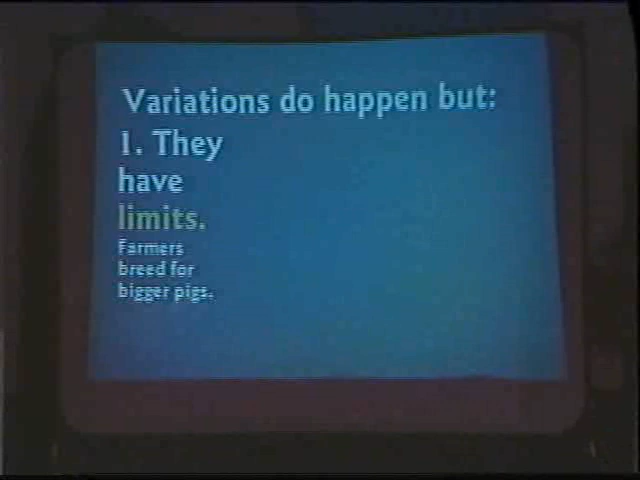 Variations do happen but:
1. They
have
limits.
Farmers
breed for
bigger pigs.